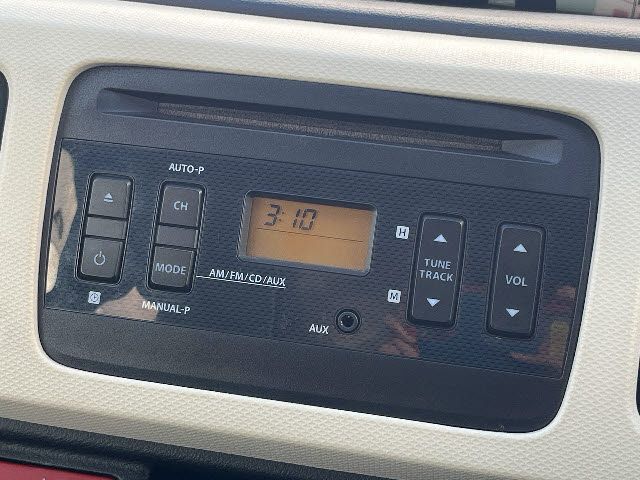 AUTO-P
CH
MODE
AM/FM/CD/AUX
MANUAL-P
3:10
AUX
H
M
TUNE
TRACK
VOL